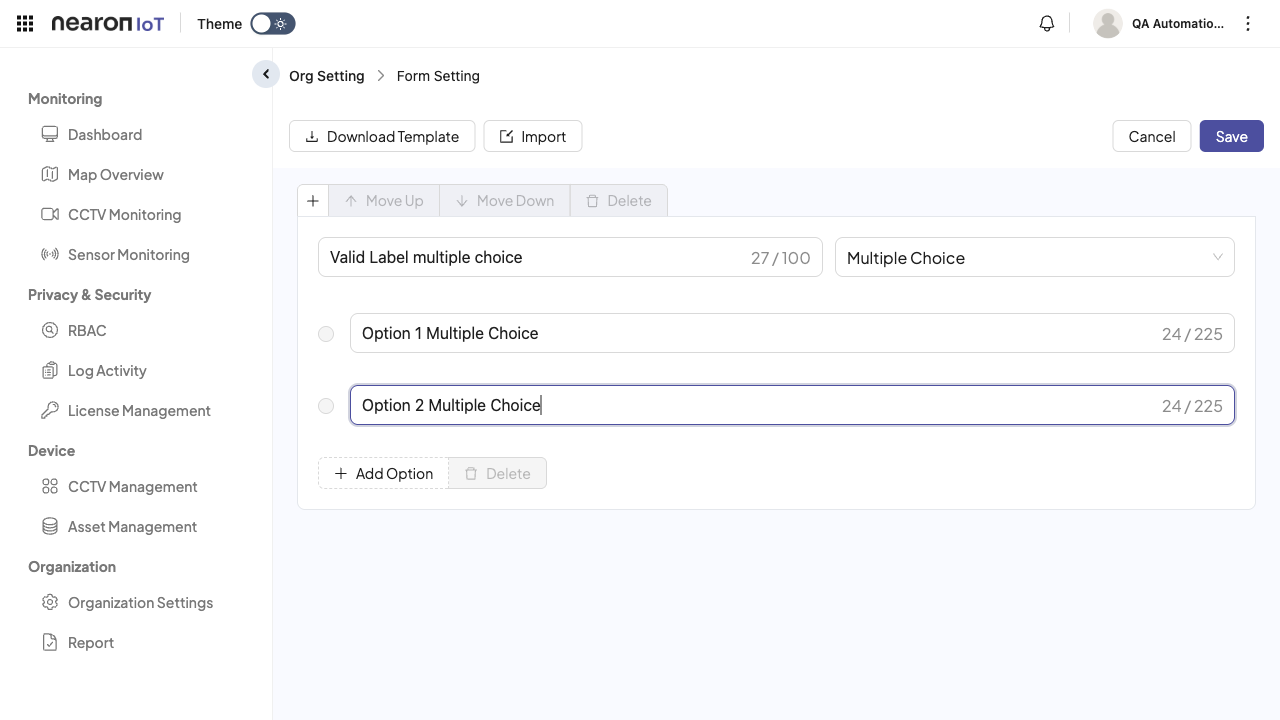 nearon IoT
Theme
QA Automatio...
Org Setting
Form Setting
Monitoring
Dashboard
Map Overview
CCTV Monitoring
Sensor Monitoring
Privacy & Security
RBAC
Log Activity
License Management
Device
CCTV Management
Asset Management
Organization
Organization Settings
Report
Download Template
Import
Cancel
Save
Move Up
Move Down
Delete
Valid Label multiple choice
27 / 100
Multiple Choice
Option 1 Multiple Choice
24 / 225
Option 2 Multiple Choice
24 / 225
Add Option
Delete